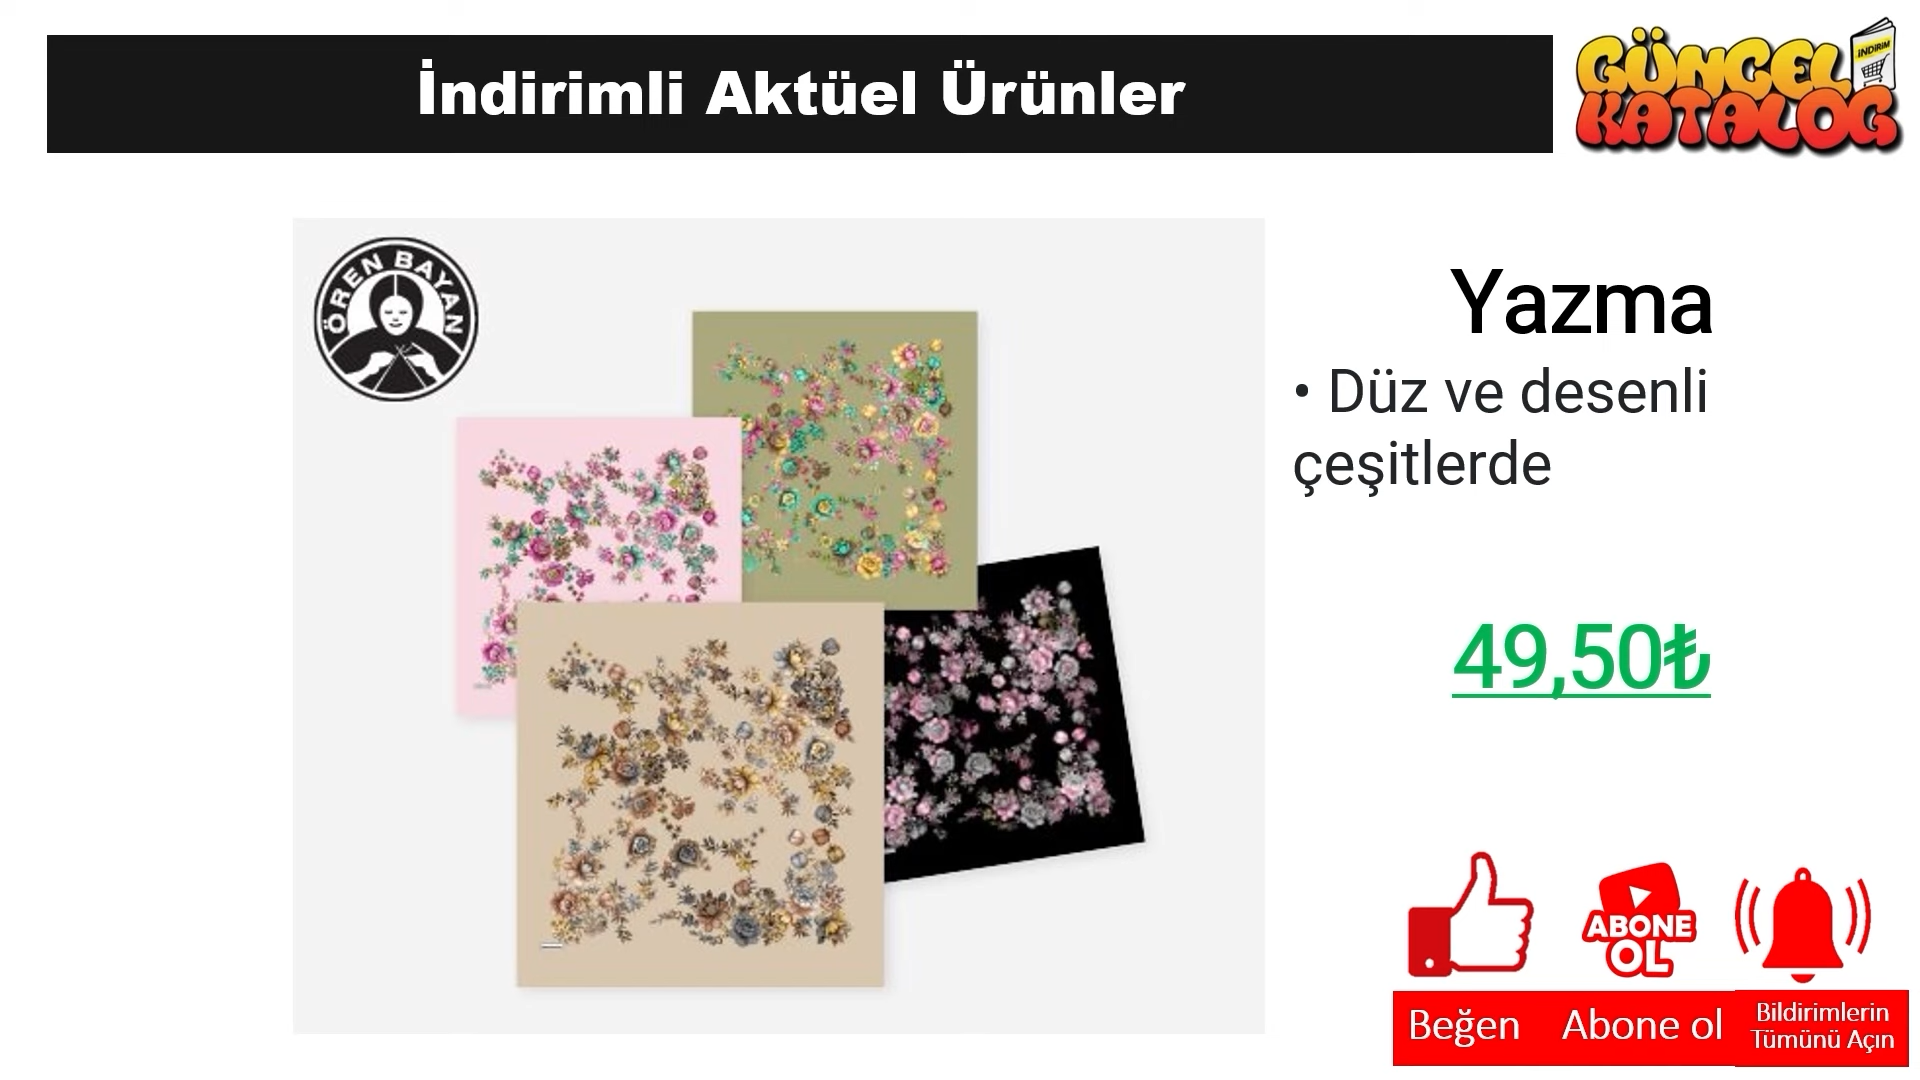 İndirimli Aktüel Ürünler
GÜNCEL
KATALOG
İNDİRİM
ÖREN BAYAN
Yazma
• Düz ve desenli
çeşitlerde
49,50₺
ABONE
OL
Beğen
Abone ol
Bildirimlerin
Tümünü Açın